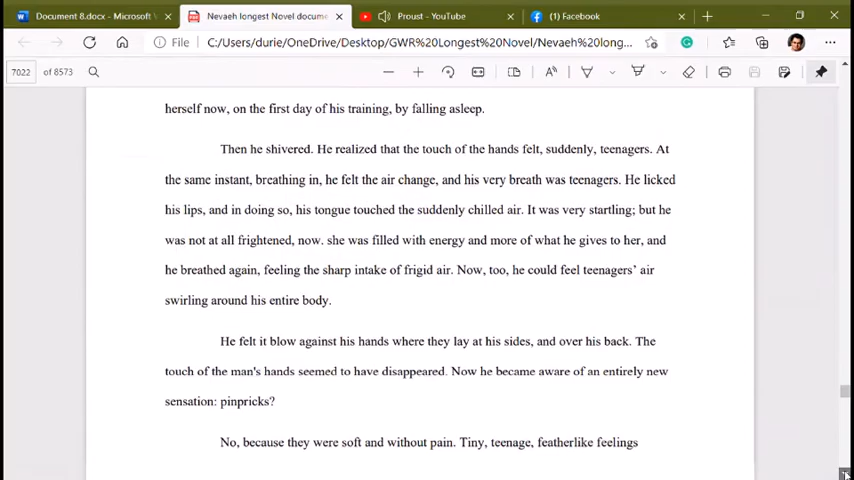 Document 8.docx - Microsoft W
Nevaeh longest Novel docume
Proust - YouTube
(1) Facebook
File
C:/Users/durie/OneDrive/Desktop/GWR%20Longest%20Novel/Nevaeh%20long...
7022 of 8573
herself now, on the first day of his training, by falling asleep.
Then he shivered. He realized that the touch of the hands felt, suddenly, teenagers. At
the same instant, breathing in, he felt the air change, and his very breath was teenagers. He licked
his lips, and in doing so, his tongue touched the suddenly chilled air. It was very startling; but he
was not at all frightened, now. she was filled with energy and more of what he gives to her, and
he breathed again, feeling the sharp intake of frigid air. Now, too, he could feel teenagers’ air
swirling around his entire body.
He felt it blow against his hands where they lay at his sides, and over his back. The
touch of the man's hands seemed to have disappeared. Now he became aware of an entirely new
sensation: pinpricks?
No, because they were soft and without pain. Tiny, teenage, featherlike feelings